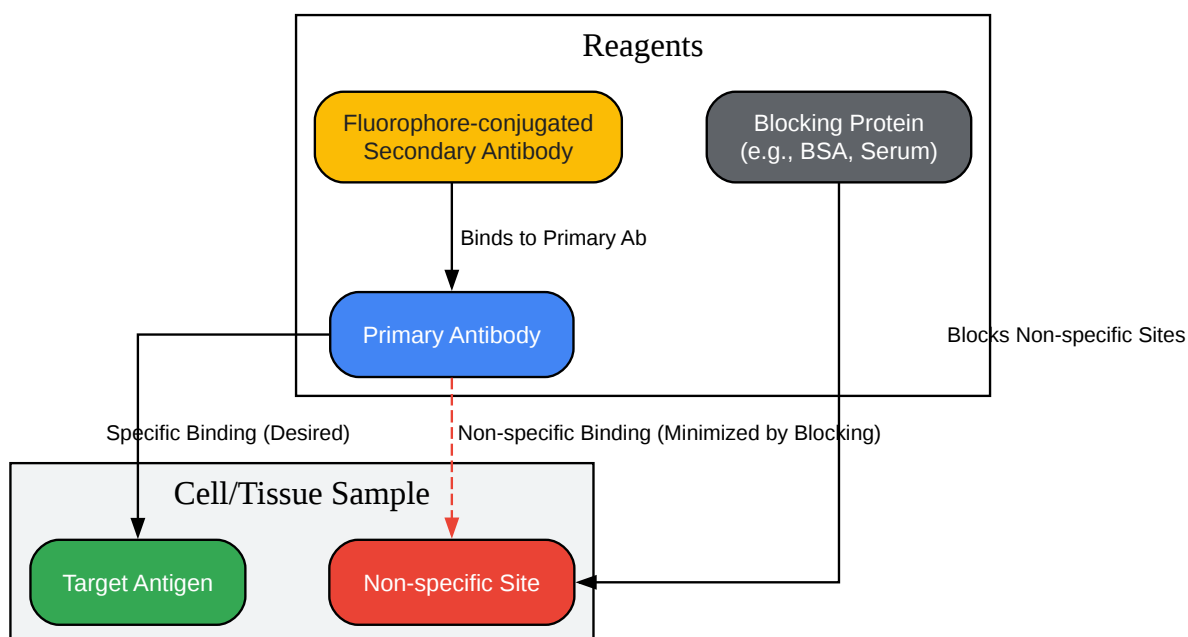 Reagents
Fluorophore-conjugated
Secondary Antibody
Blocking Protein
(e.g., BSA, Serum)
Binds to Primary Ab
Primary Antibody
Blocks Non-specific Sites
Specific Binding (Desired)
Non-specific Binding (Minimized by Blocking)
Cell/Tissue Sample
Target Antigen
Non-specific Site